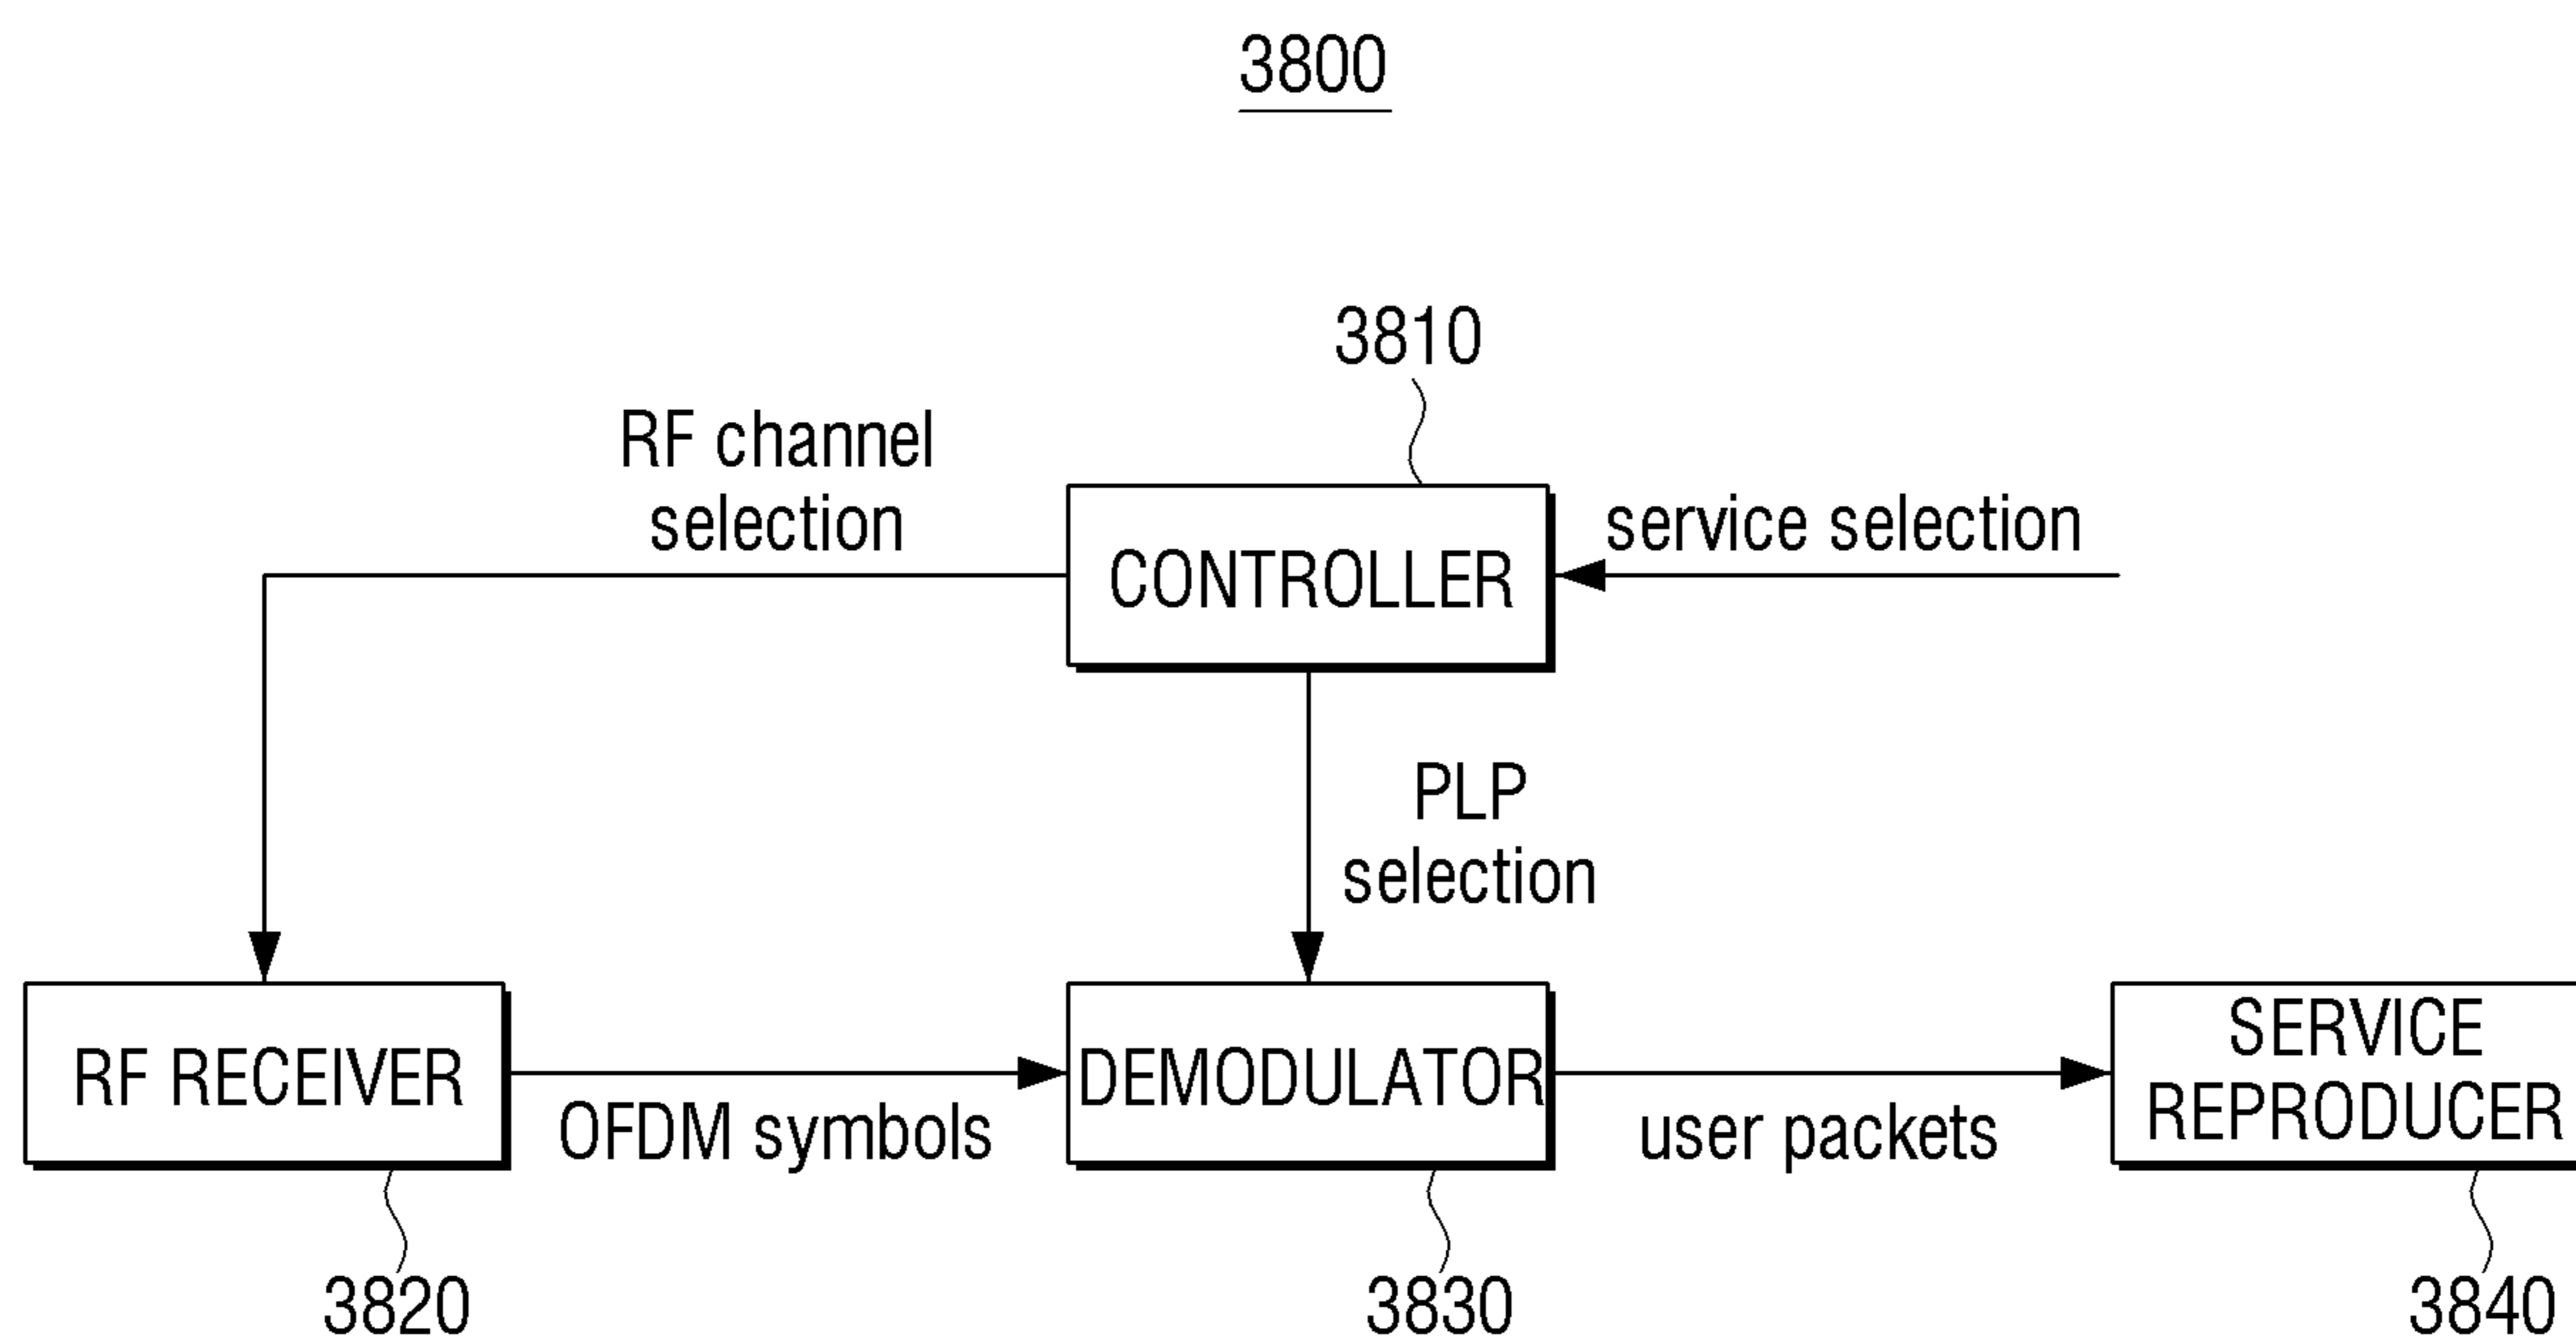 3800
3810
RF channel
selection
CONTROLLER
service selection
PLP
selection
RF RECEIVER
OFDM symbols
DEMODULATOR
user packets
SERVICE
REPRODUCER
3820
3830
3840